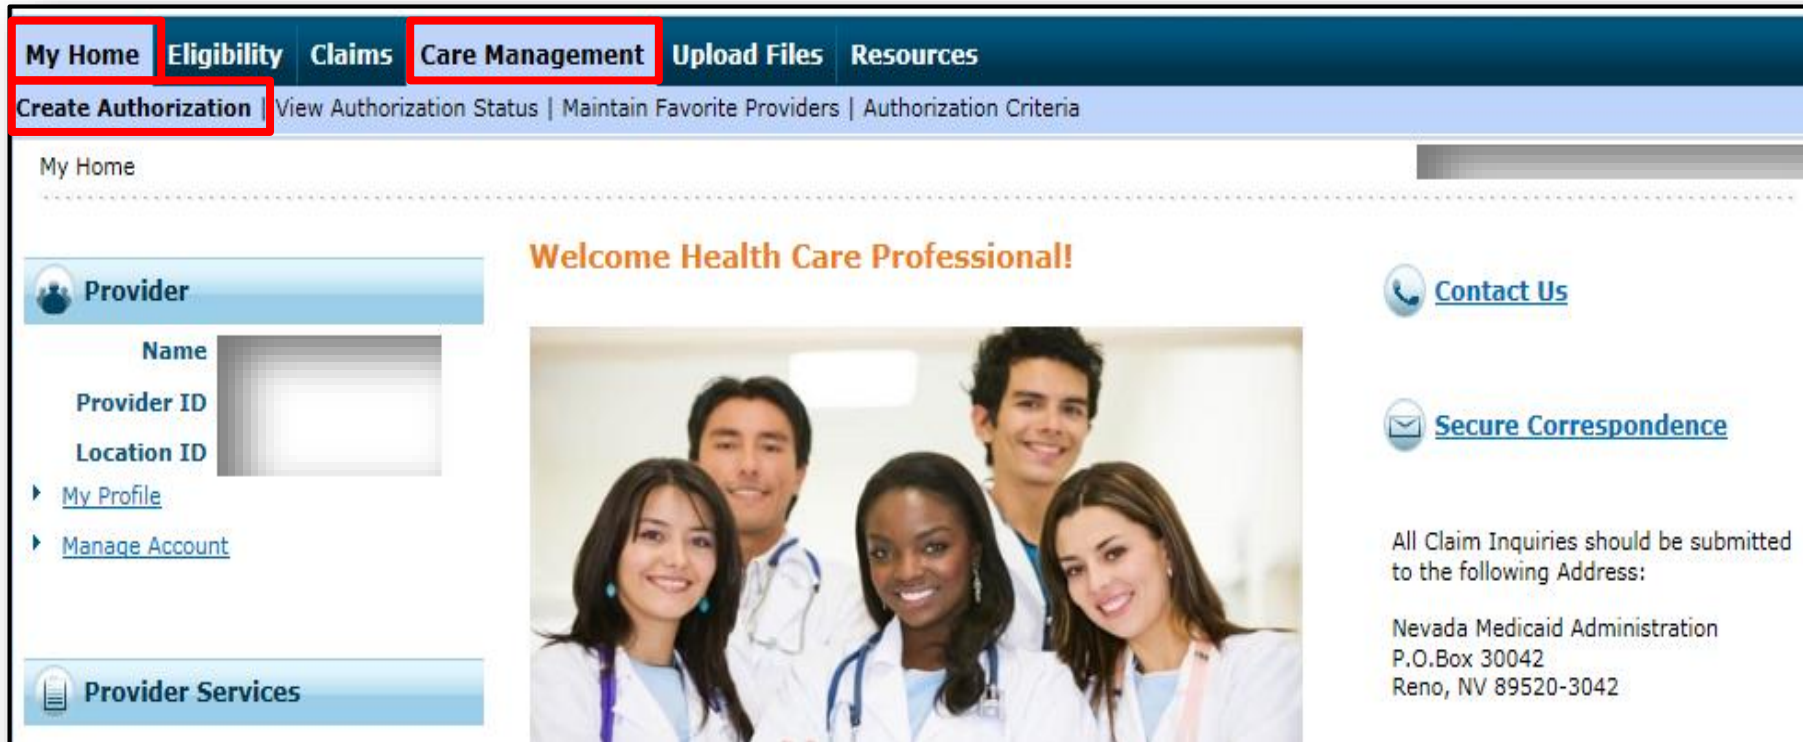 My Home Eligibility Claims Care Management Upload Files Resources
Create Authorization | View Authorization Status | Maintain Favorite Providers | Authorization Criteria
My Home
Provider
Name
Provider ID
Location ID
My Profile
Manage Account
Provider Services
Welcome Health Care Professional!
Contact Us
Secure Correspondence
All Claim Inquiries should be submitted
to the following Address:
Nevada Medicaid Administration
P.O.Box 30042
Reno, NV 89520-3042